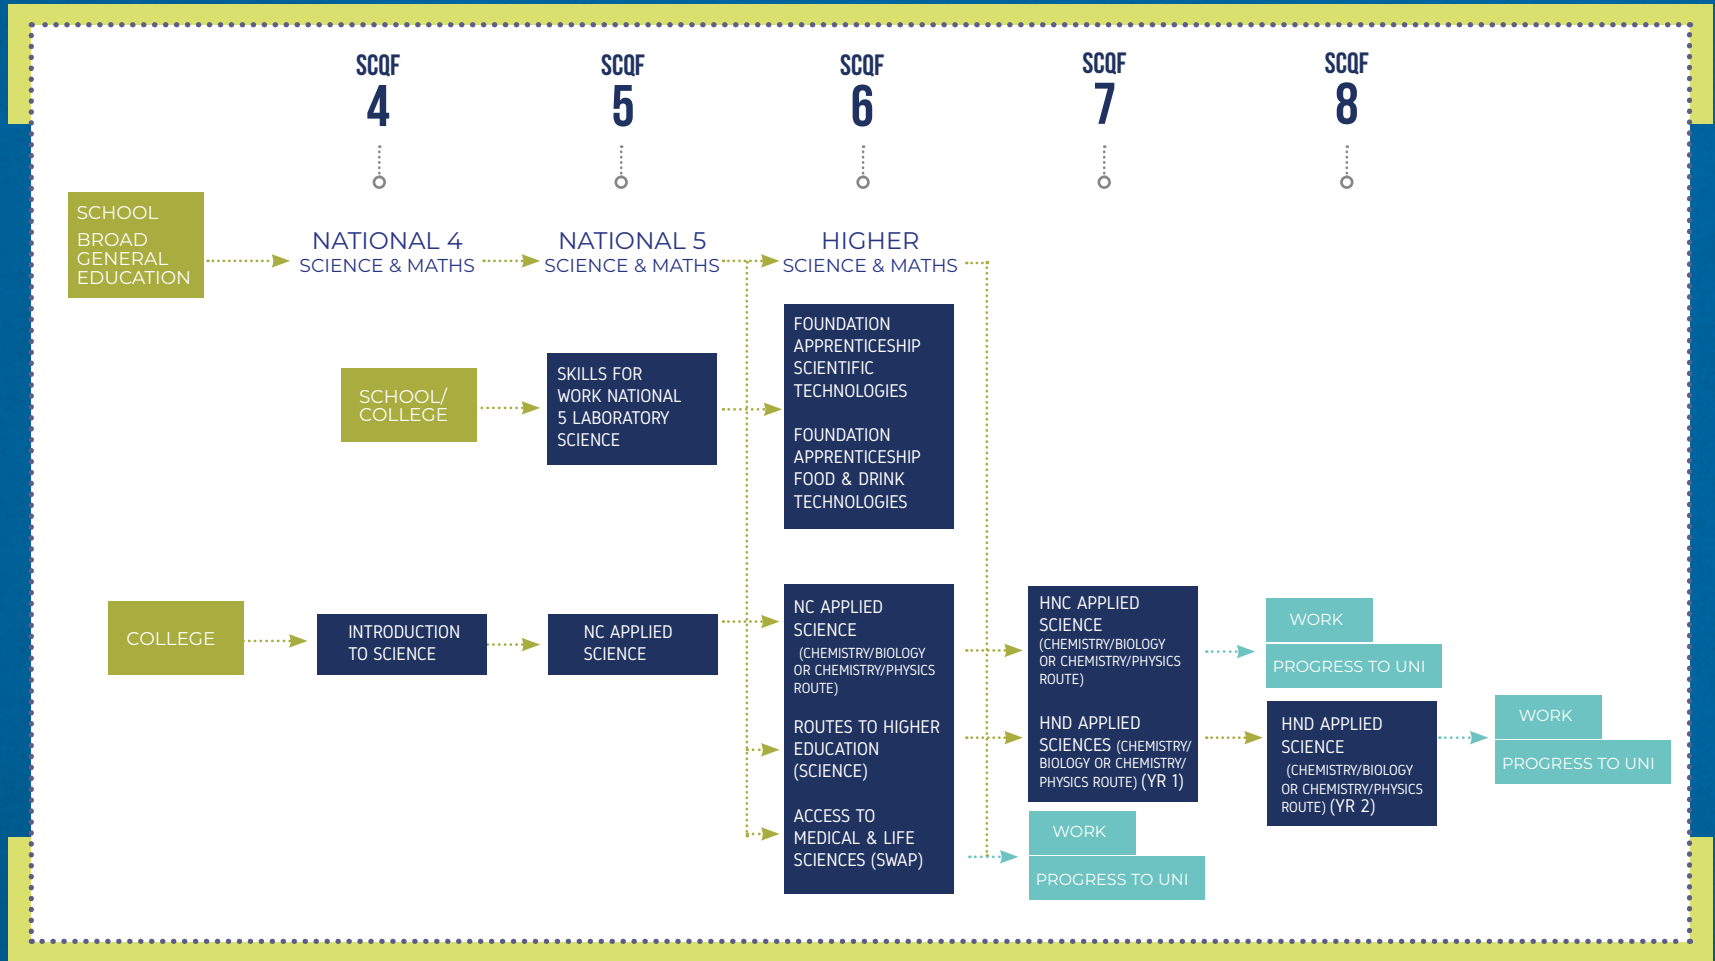 SCQF
4
SCQF
5
SCQF
6
SCQF
7
SCQF
8
SCHOOL
BROAD
GENERAL
EDUCATION
NATIONAL 4
SCIENCE & MATHS
NATIONAL 5
SCIENCE & MATHS
HIGHER
SCIENCE & MATHS
SCHOOL/
COLLEGE
SKILLS FOR
WORK NATIONAL
5 LABORATORY
SCIENCE
FOUNDATION
APPRENTICESHIP
SCIENTIFIC
TECHNOLOGIES
FOUNDATION
APPRENTICESHIP
FOOD & DRINK
TECHNOLOGIES
COLLEGE
INTRODUCTION
TO SCIENCE
NC APPLIED
SCIENCE
NC APPLIED
SCIENCE
(CHEMISTRY/BIOLOGY
OR CHEMISTRY/PHYSICS
ROUTE)
ROUTES TO HIGHER
EDUCATION
(SCIENCE)
ACCESS TO
MEDICAL & LIFE
SCIENCES (SWAP)
HNC APPLIED
SCIENCE
(CHEMISTRY/BIOLOGY
OR CHEMISTRY/PHYSICS
ROUTE)
HND APPLIED
SCIENCES (CHEMISTRY/
BIOLOGY OR CHEMISTRY/
PHYSICS ROUTE) (YR 1)
WORK
PROGRESS TO UNI
WORK
PROGRESS TO UNI
HND APPLIED
SCIENCE
(CHEMISTRY/BIOLOGY
OR CHEMISTRY/PHYSICS
ROUTE) (YR 2)
WORK
PROGRESS TO UNI